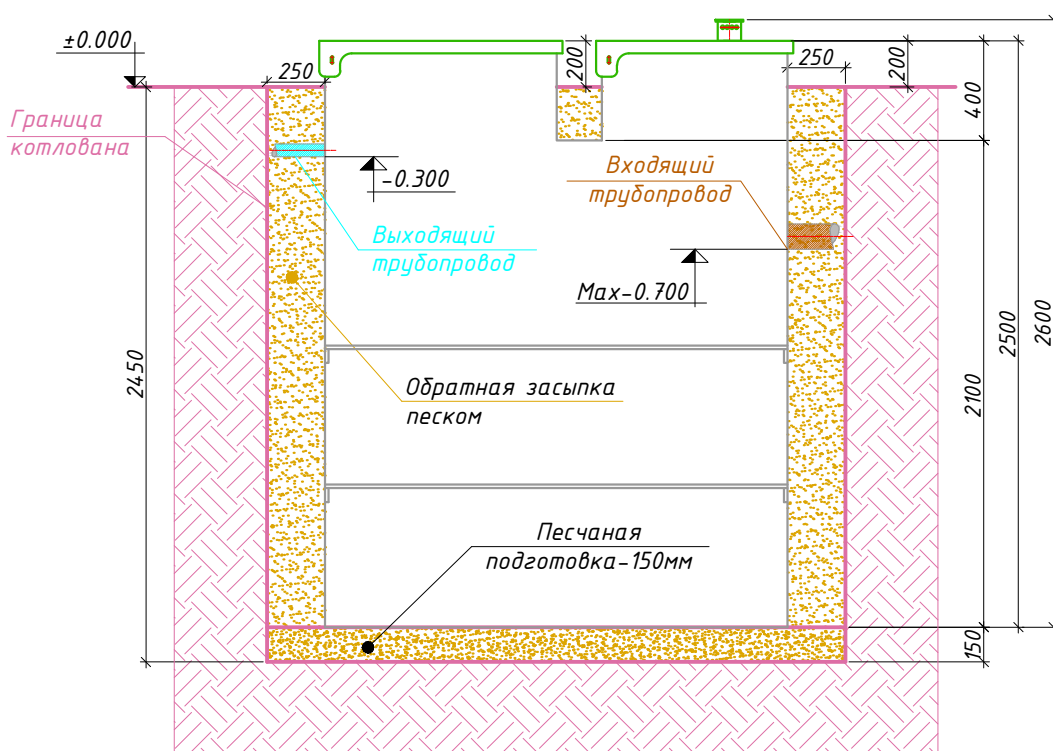 ±0.000
250
200
250
200
400
Граница
котлована
-0.300
Входящий
трубопровод
Выходящий
трубопровод
Max-0.700
2450
2500
2600
Обратная засыпка
песком
2100
Песчаная
подготовка-150мм
150